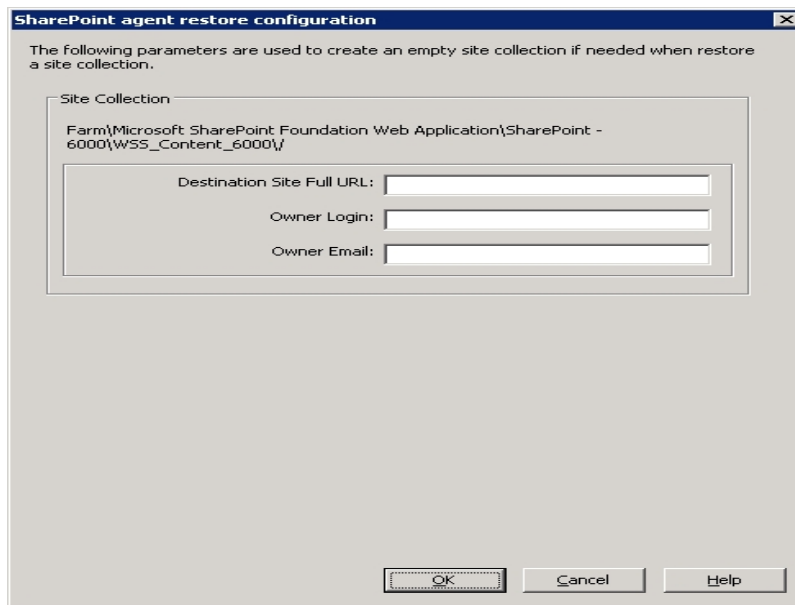 SharePoint agent restore configuration
The following parameters are used to create an empty site collection if needed when restore
a site collection.
Site Collection
Farm\Microsoft SharePoint Foundation Web Application\SharePoint -
6000\WSS_Content_6000\/
Destination Site Full URL:
Owner Login:
Owner Email:
OK Cancel Help